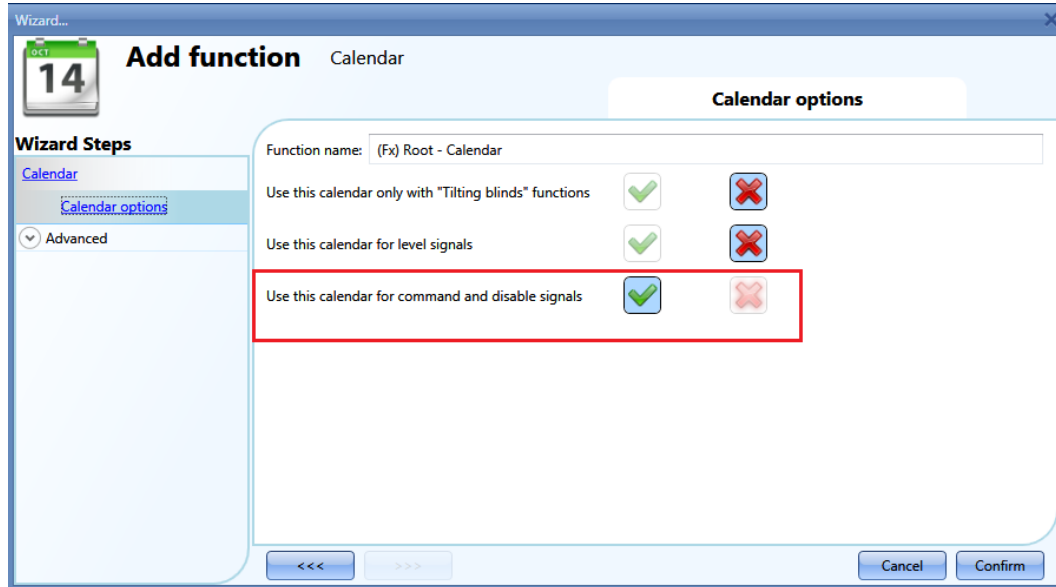 Wizard...
OCT
14
Add function Calendar
Calendar options
Wizard Steps
Calendar
Calendar options
Advanced
Function name: (Fx) Root - Calendar
Use this calendar only with "Tilting blinds" functions
Use this calendar for level signals
Use this calendar for command and disable signals
<<< >>> Cancel Confirm